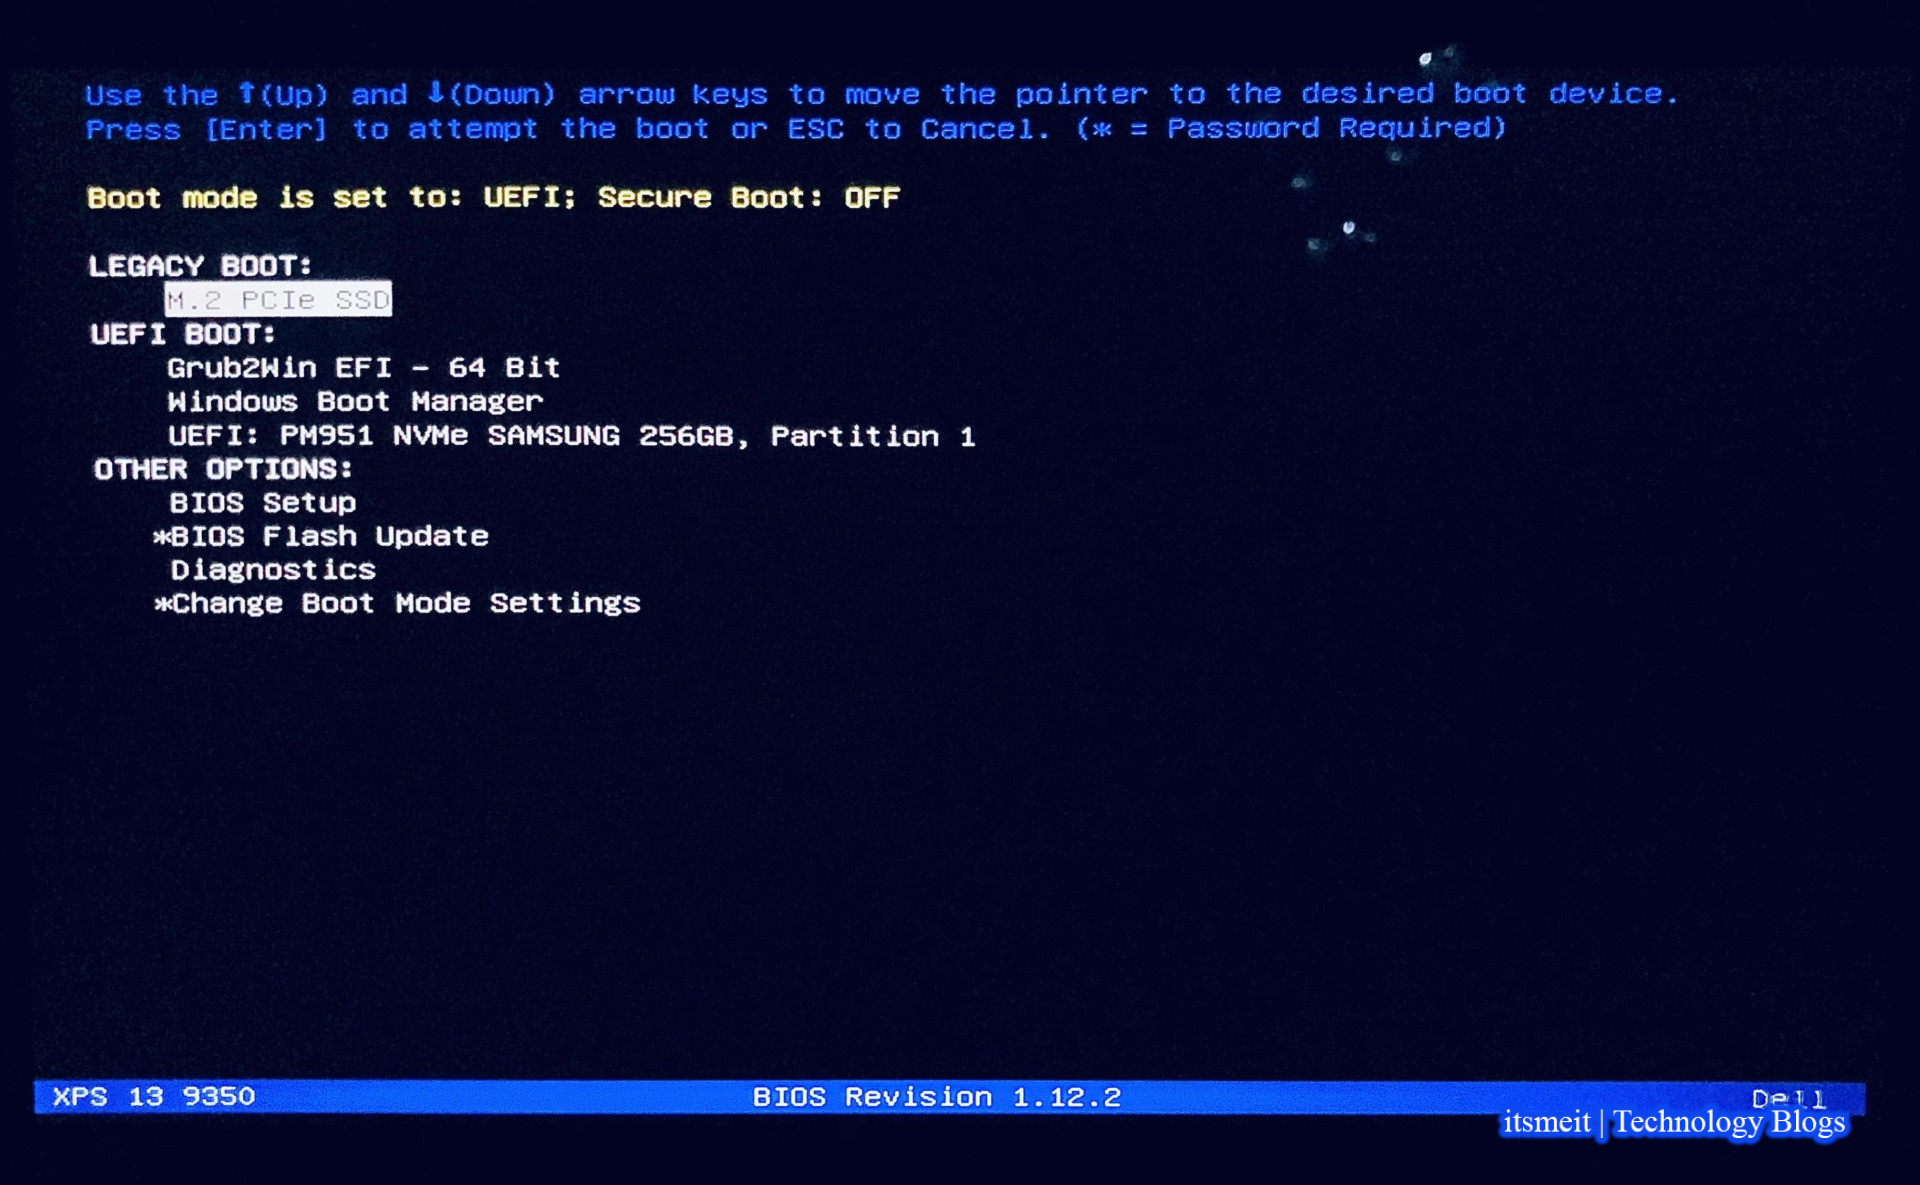 Use the ↑(Up) and ↓(Down) arrow keys to move the pointer to the desired boot device.
Press [Enter] to attempt the boot or ESC to Cancel. (* = Password Required)
Boot mode is set to: UEFI; Secure Boot: OFF
LEGACY BOOT:
M.2 PCIe SSD
UEFI BOOT:
Grub2Win EFI - 64 Bit
Windows Boot Manager
UEFI: PM951 NVMe SAMSUNG 256GB, Partition 1
OTHER OPTIONS:
BIOS Setup
*BIOS Flash Update
Diagnostics
*Change Boot Mode Settings
XPS 13 9350 BIOS Revision 1.12.2 Dell
itsmeit | Technology Blogs